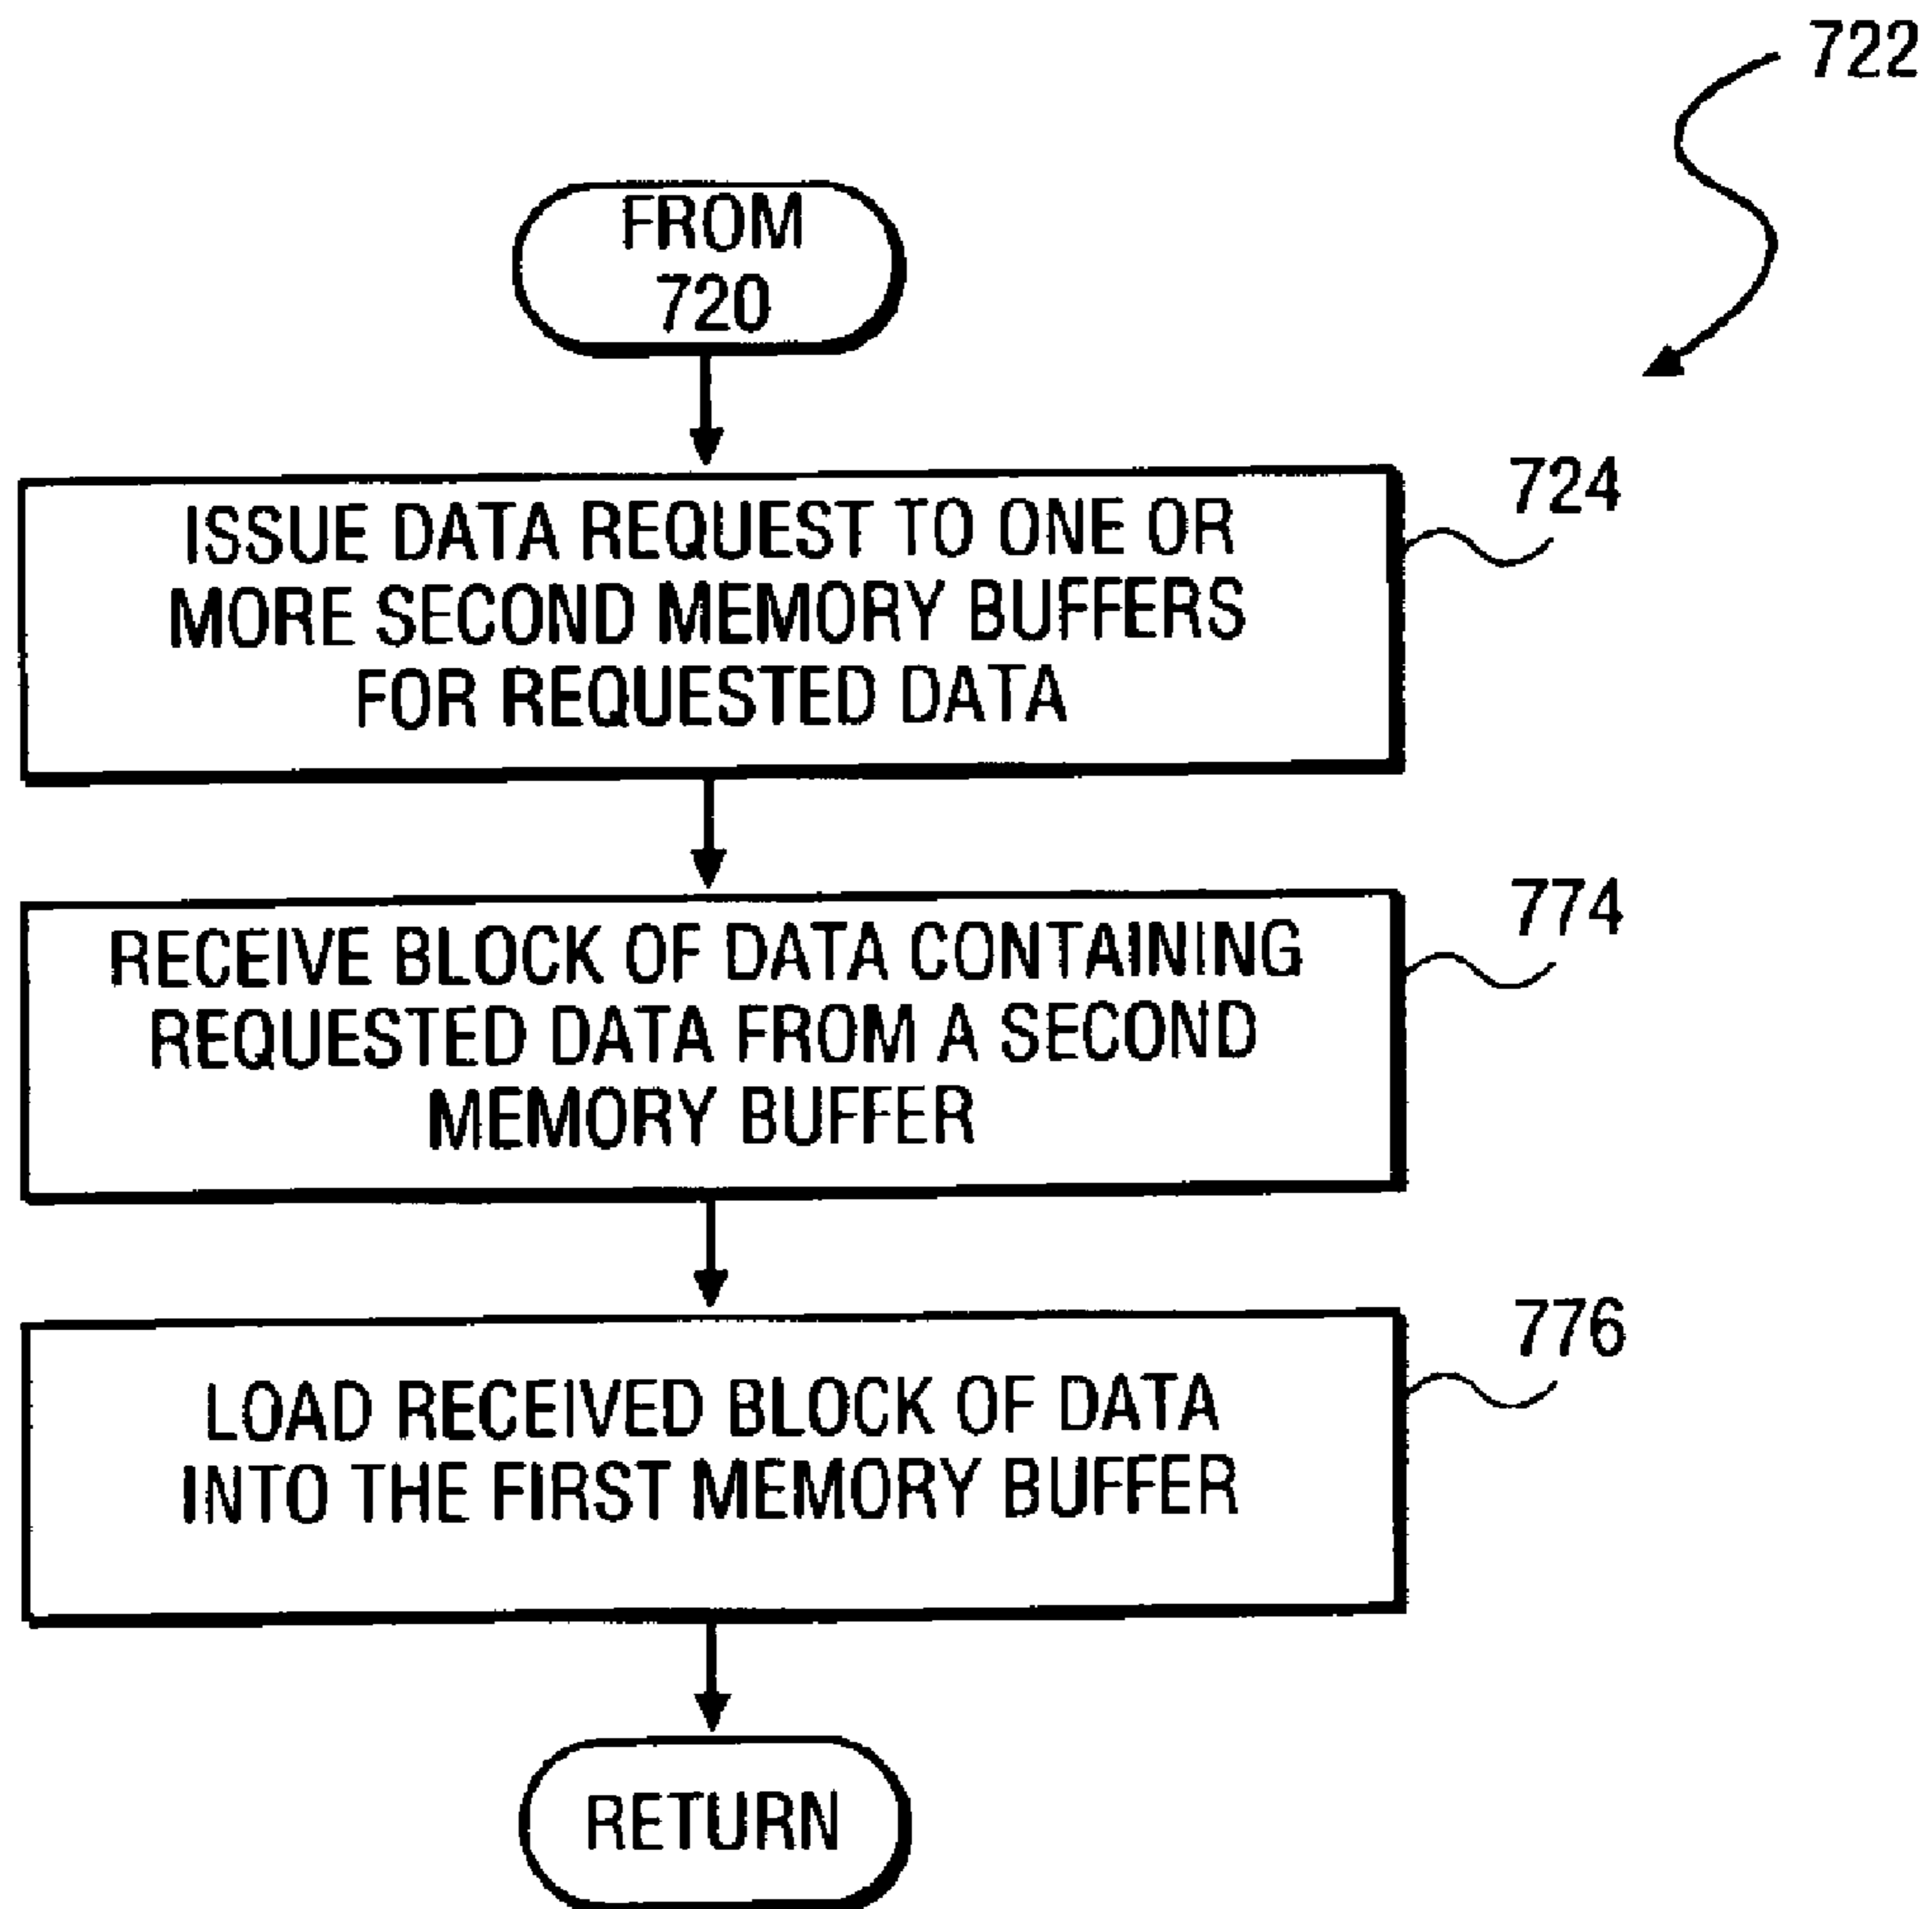 722
FROM
720
724
ISSUE DATA REQUEST TO ONE OR
MORE SECOND MEMORY BUFFERS
FOR REQUESTED DATA
774
RECEIVE BLOCK OF DATA CONTAINING
REQUESTED DATA FROM A SECOND
MEMORY BUFFER
776
LOAD RECEIVED BLOCK OF DATA
INTO THE FIRST MEMORY BUFFER
RETURN